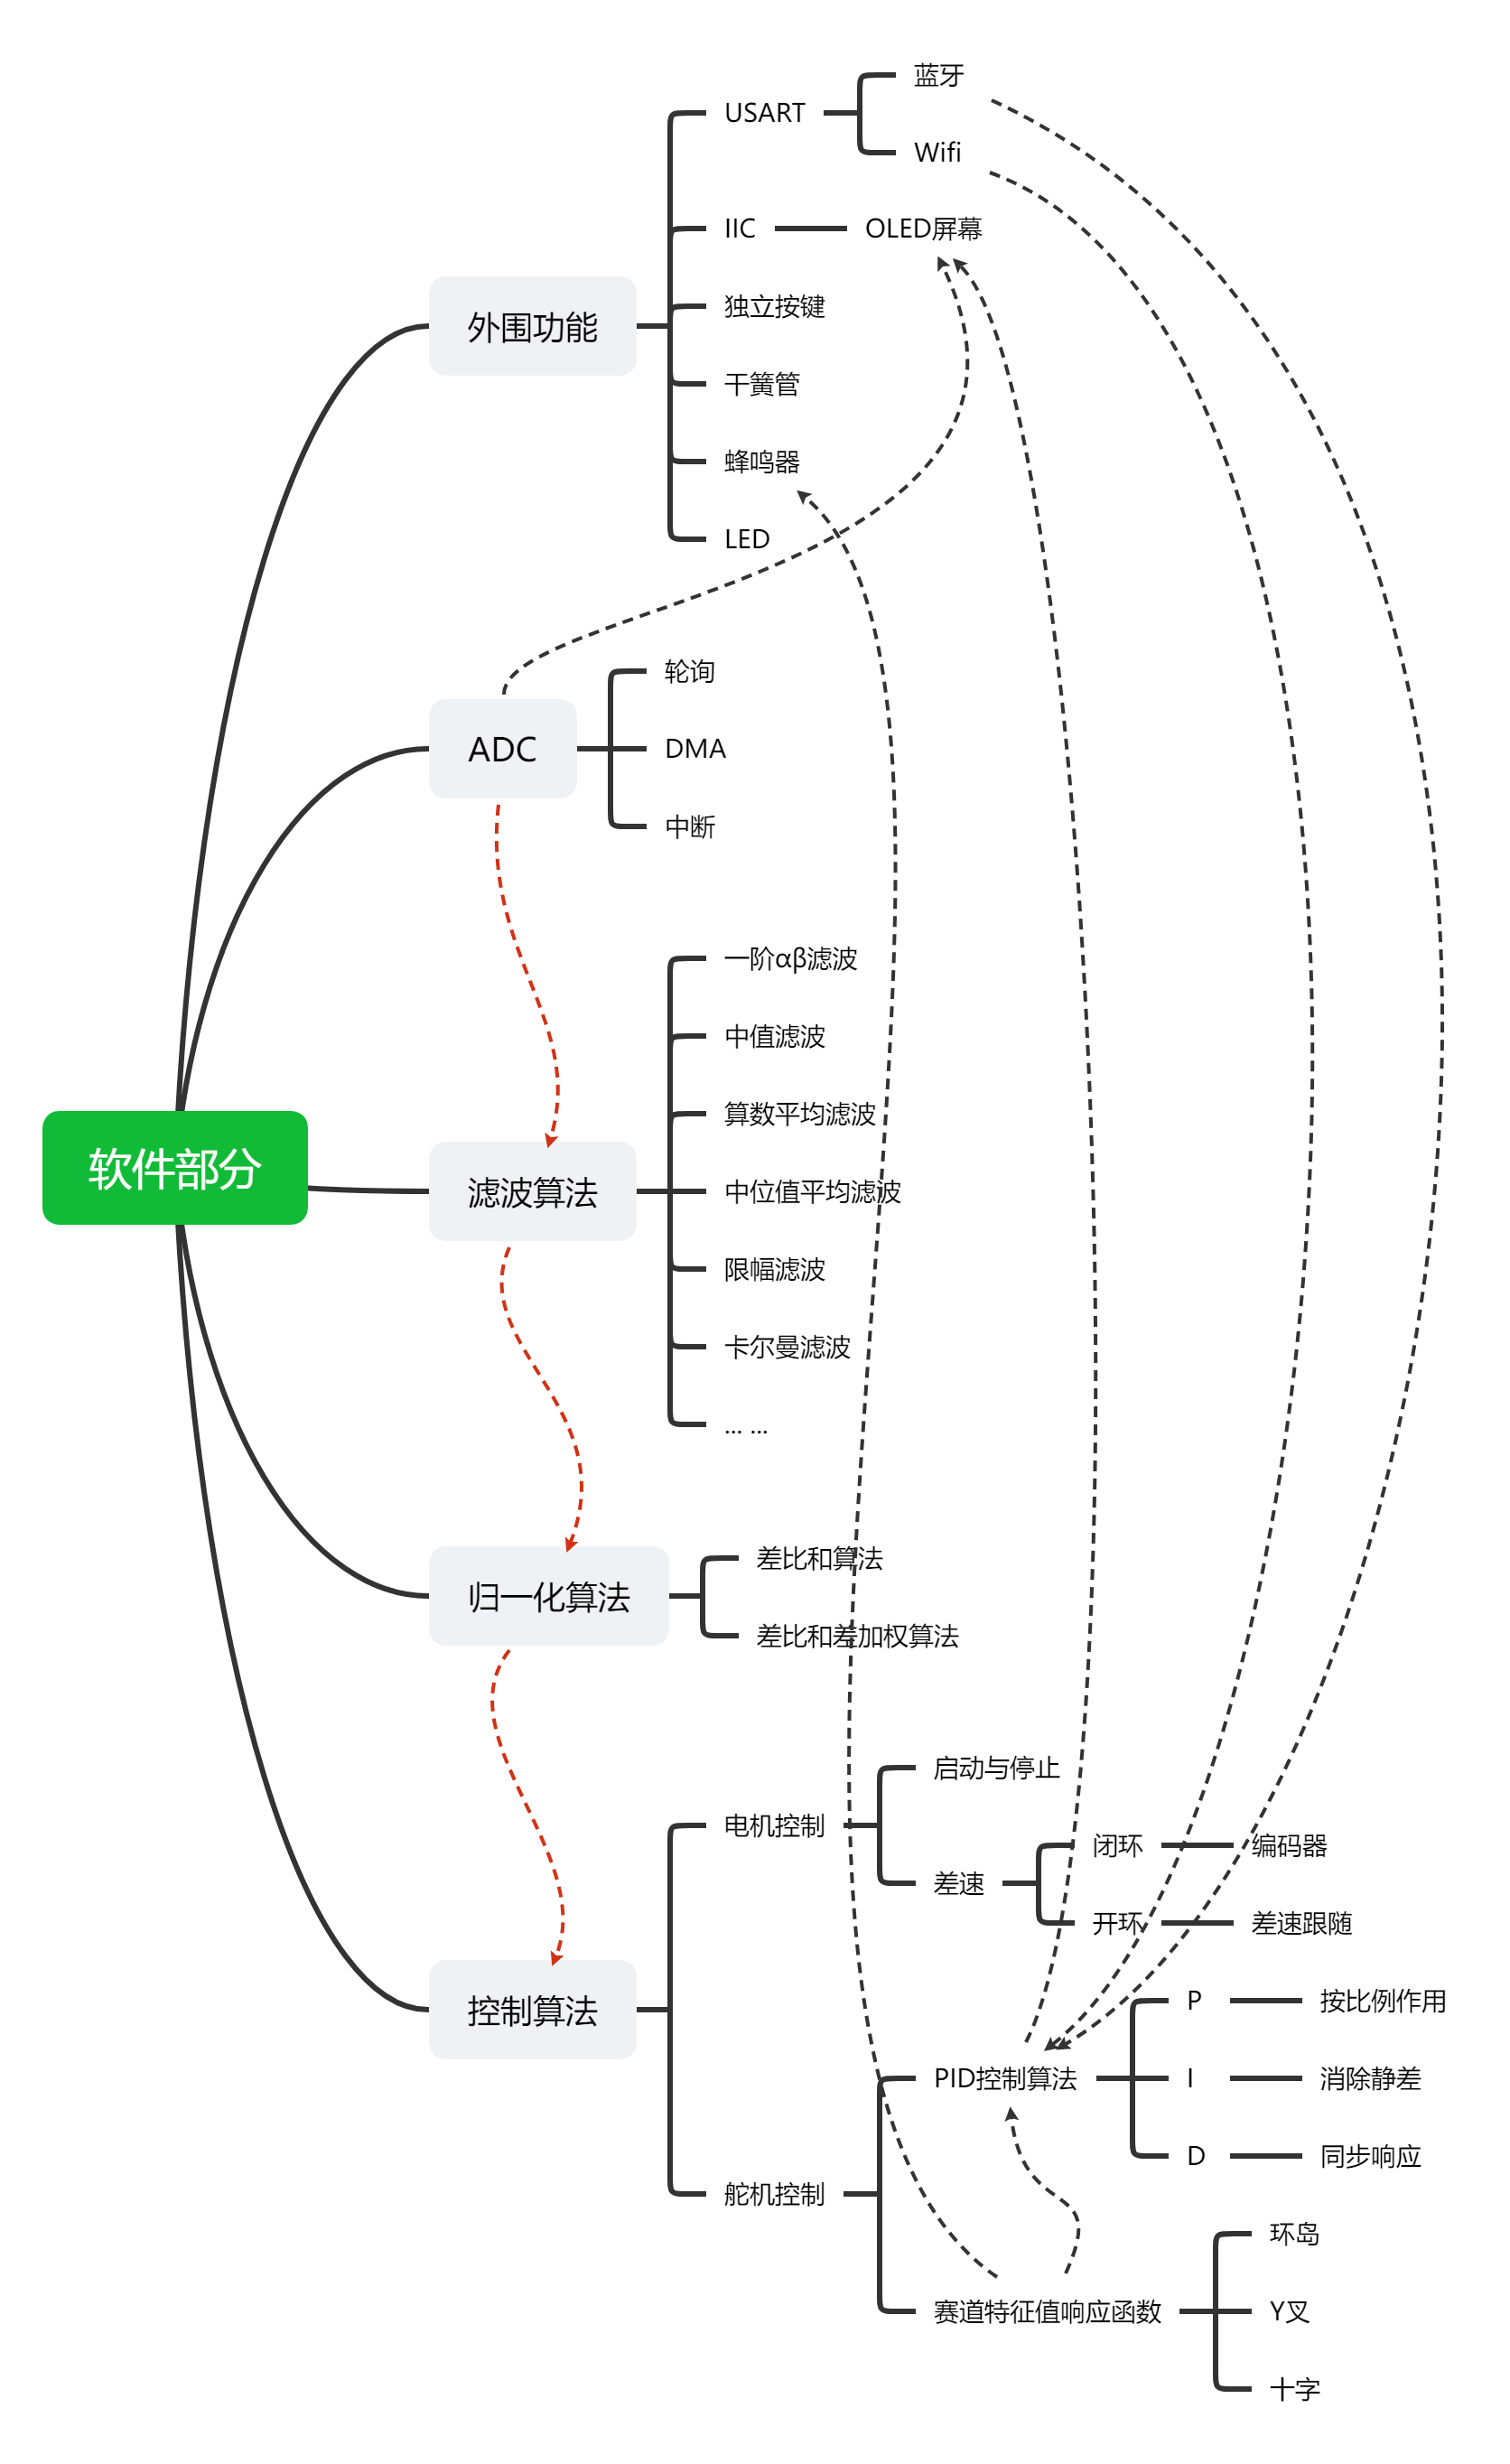 蓝牙
USART
Wifi
IIC
OLED屏幕
独立按键
外围功能
干簧管
蜂鸣器
LED
轮询
ADC
DMA
中断
一阶αβ滤波
中值滤波
算数平均滤波
软件部分
滤波算法
中位值平均滤波
限幅滤波
卡尔曼滤波
... ...
差比和算法
归一化算法
差比和差加权算法
启动与停止
电机控制
闭环
编码器
差速
开环
差速跟随
控制算法
P
按比例作用
PID控制算法
I
消除静差
D
同步响应
舵机控制
环岛
赛道特征值响应函数
Y叉
十字